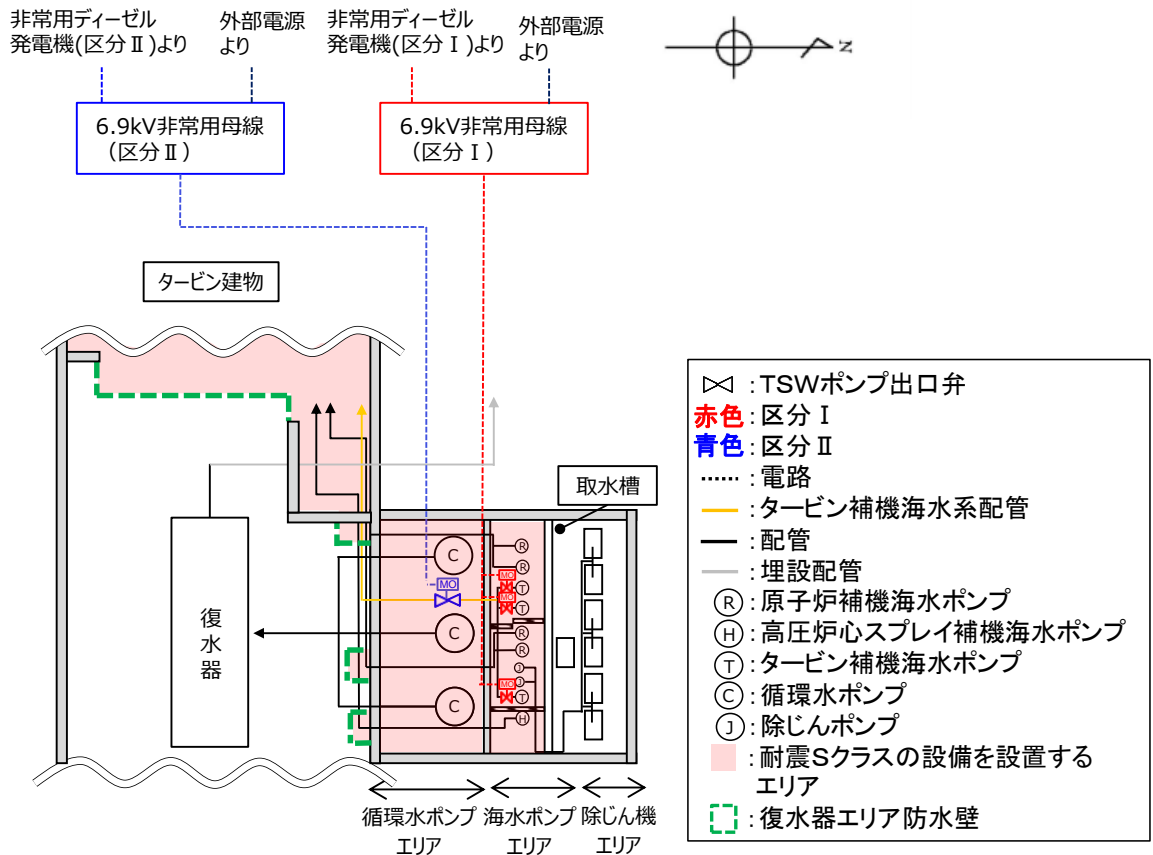 非常用ディーゼル
発電機(区分Ⅱ)より
外部電源
より
非常用ディーゼル
発電機(区分Ⅰ)より
外部電源
より
N
6.9kV非常用母線
(区分Ⅱ)
6.9kV非常用母線
(区分Ⅰ)
タービン建物
取水槽
復水器
C
C
C
MO
R
R
MO
T
MO
T
R
R
J
J
MO
T
H
循環水ポンプ
エリア
海水ポンプ
エリア
除じん機
エリア
:TSWポンプ出口弁
赤色:区分Ⅰ
青色:区分Ⅱ
:電路
:タービン補機海水系配管
:配管
:埋設配管
R:原子炉補機海水ポンプ
H:高圧炉心スプレイ補機海水ポンプ
T:タービン補機海水ポンプ
C:循環水ポンプ
J:除じんポンプ
:耐震Sクラスの設備を設置する
エリア
:復水器エリア防水壁